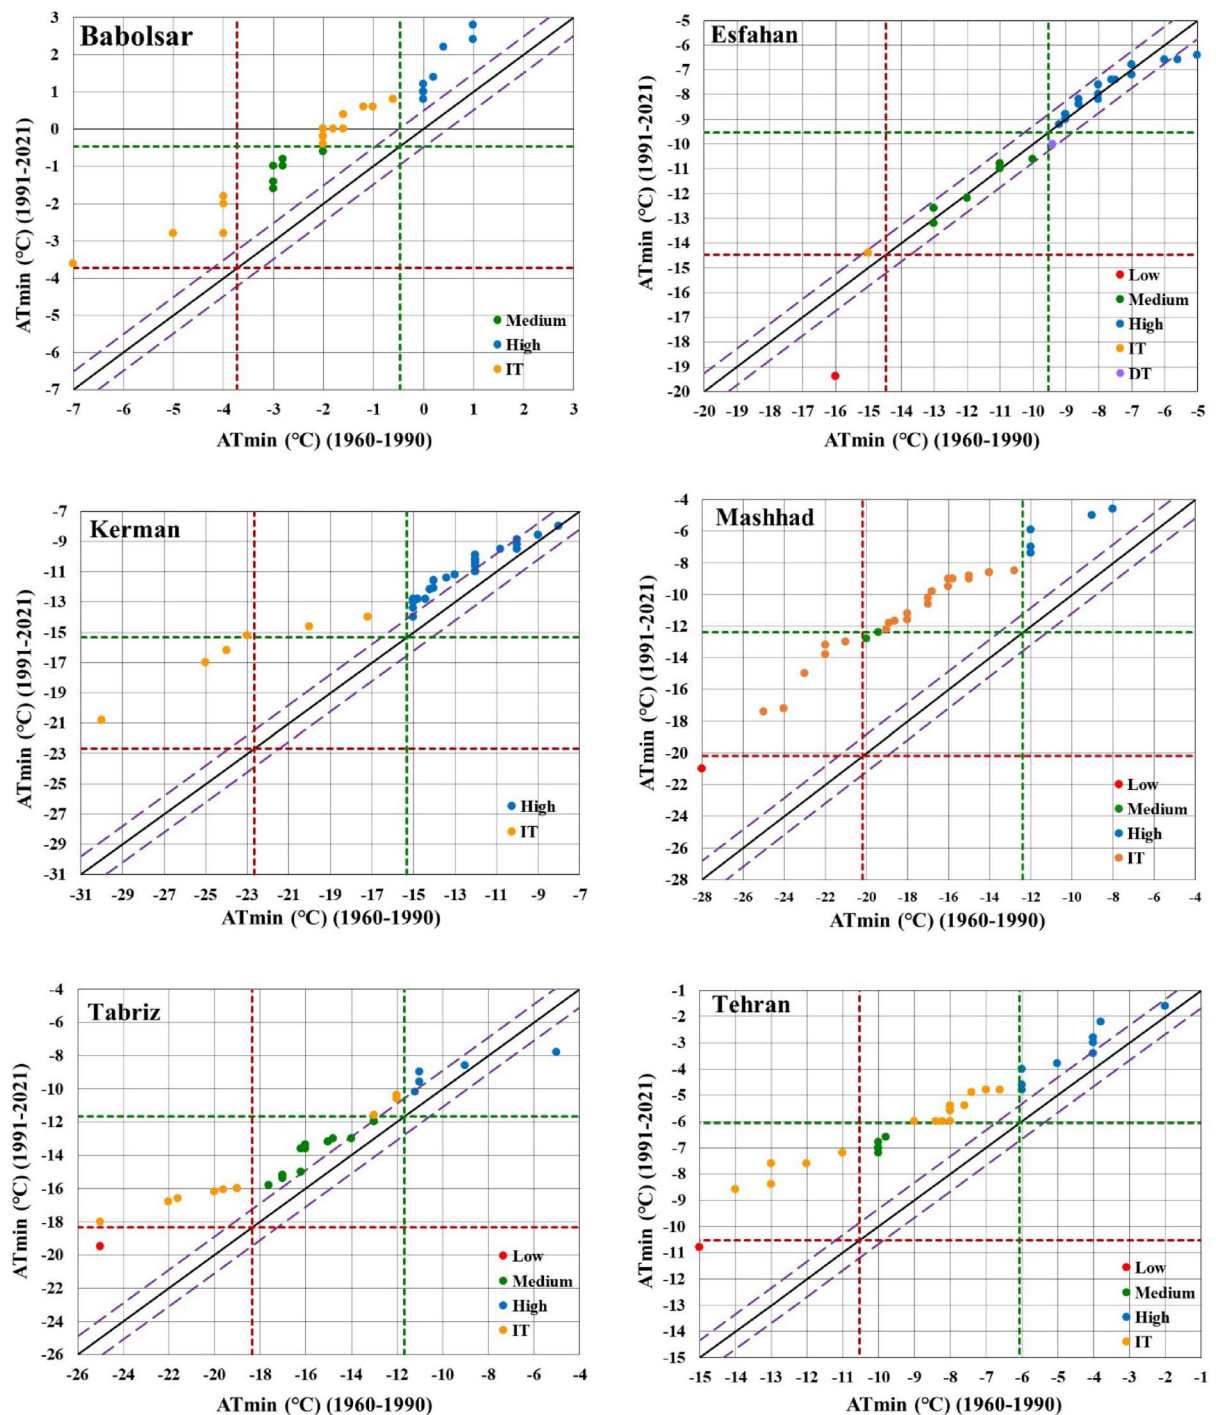 Babolsar
ATmin (°C) (1991-2021)
3
2
1
0
-1
-2
-3
-4
-5
-6
-7
Medium
High
IT
-7 -6 -5 -4 -3 -2 -1 0 1 2 3
ATmin (°C) (1960-1990)
Esfahan
ATmin (°C) (1991-2021)
-5
-6
-7
-8
-9
-10
-11
-12
-13
-14
-15
-16
-17
-18
-19
-20
Low
Medium
High
IT
DT
-20 -19 -18 -17 -16 -15 -14 -13 -12 -11 -10 -9 -8 -7 -6 -5
ATmin (°C) (1960-1990)
Kerman
ATmin (°C) (1991-2021)
-7
-9
-11
-13
-15
-17
-19
-21
-23
-25
-27
-29
-31
High
IT
-31 -29 -27 -25 -23 -21 -19 -17 -15 -13 -11 -9 -7
ATmin (°C) (1960-1990)
Mashhad
ATmin (°C) (1991-2021)
-4
-6
-8
-10
-12
-14
-16
-18
-20
-22
-24
-26
-28
Low
Medium
High
IT
-28 -26 -24 -22 -20 -18 -16 -14 -12 -10 -8 -6 -4
ATmin (°C) (1960-1990)
Tabriz
ATmin (°C) (1991-2021)
-4
-6
-8
-10
-12
-14
-16
-18
-20
-22
-24
-26
Low
Medium
High
IT
-26 -24 -22 -20 -18 -16 -14 -12 -10 -8 -6 -4
ATmin (°C) (1960-1990)
Tehran
ATmin (°C) (1991-2021)
-1
-2
-3
-4
-5
-6
-7
-8
-9
-10
-11
-12
-13
-14
-15
Low
Medium
High
IT
-15 -14 -13 -12 -11 -10 -9 -8 -7 -6 -5 -4 -3 -2 -1
ATmin (°C) (1960-1990)